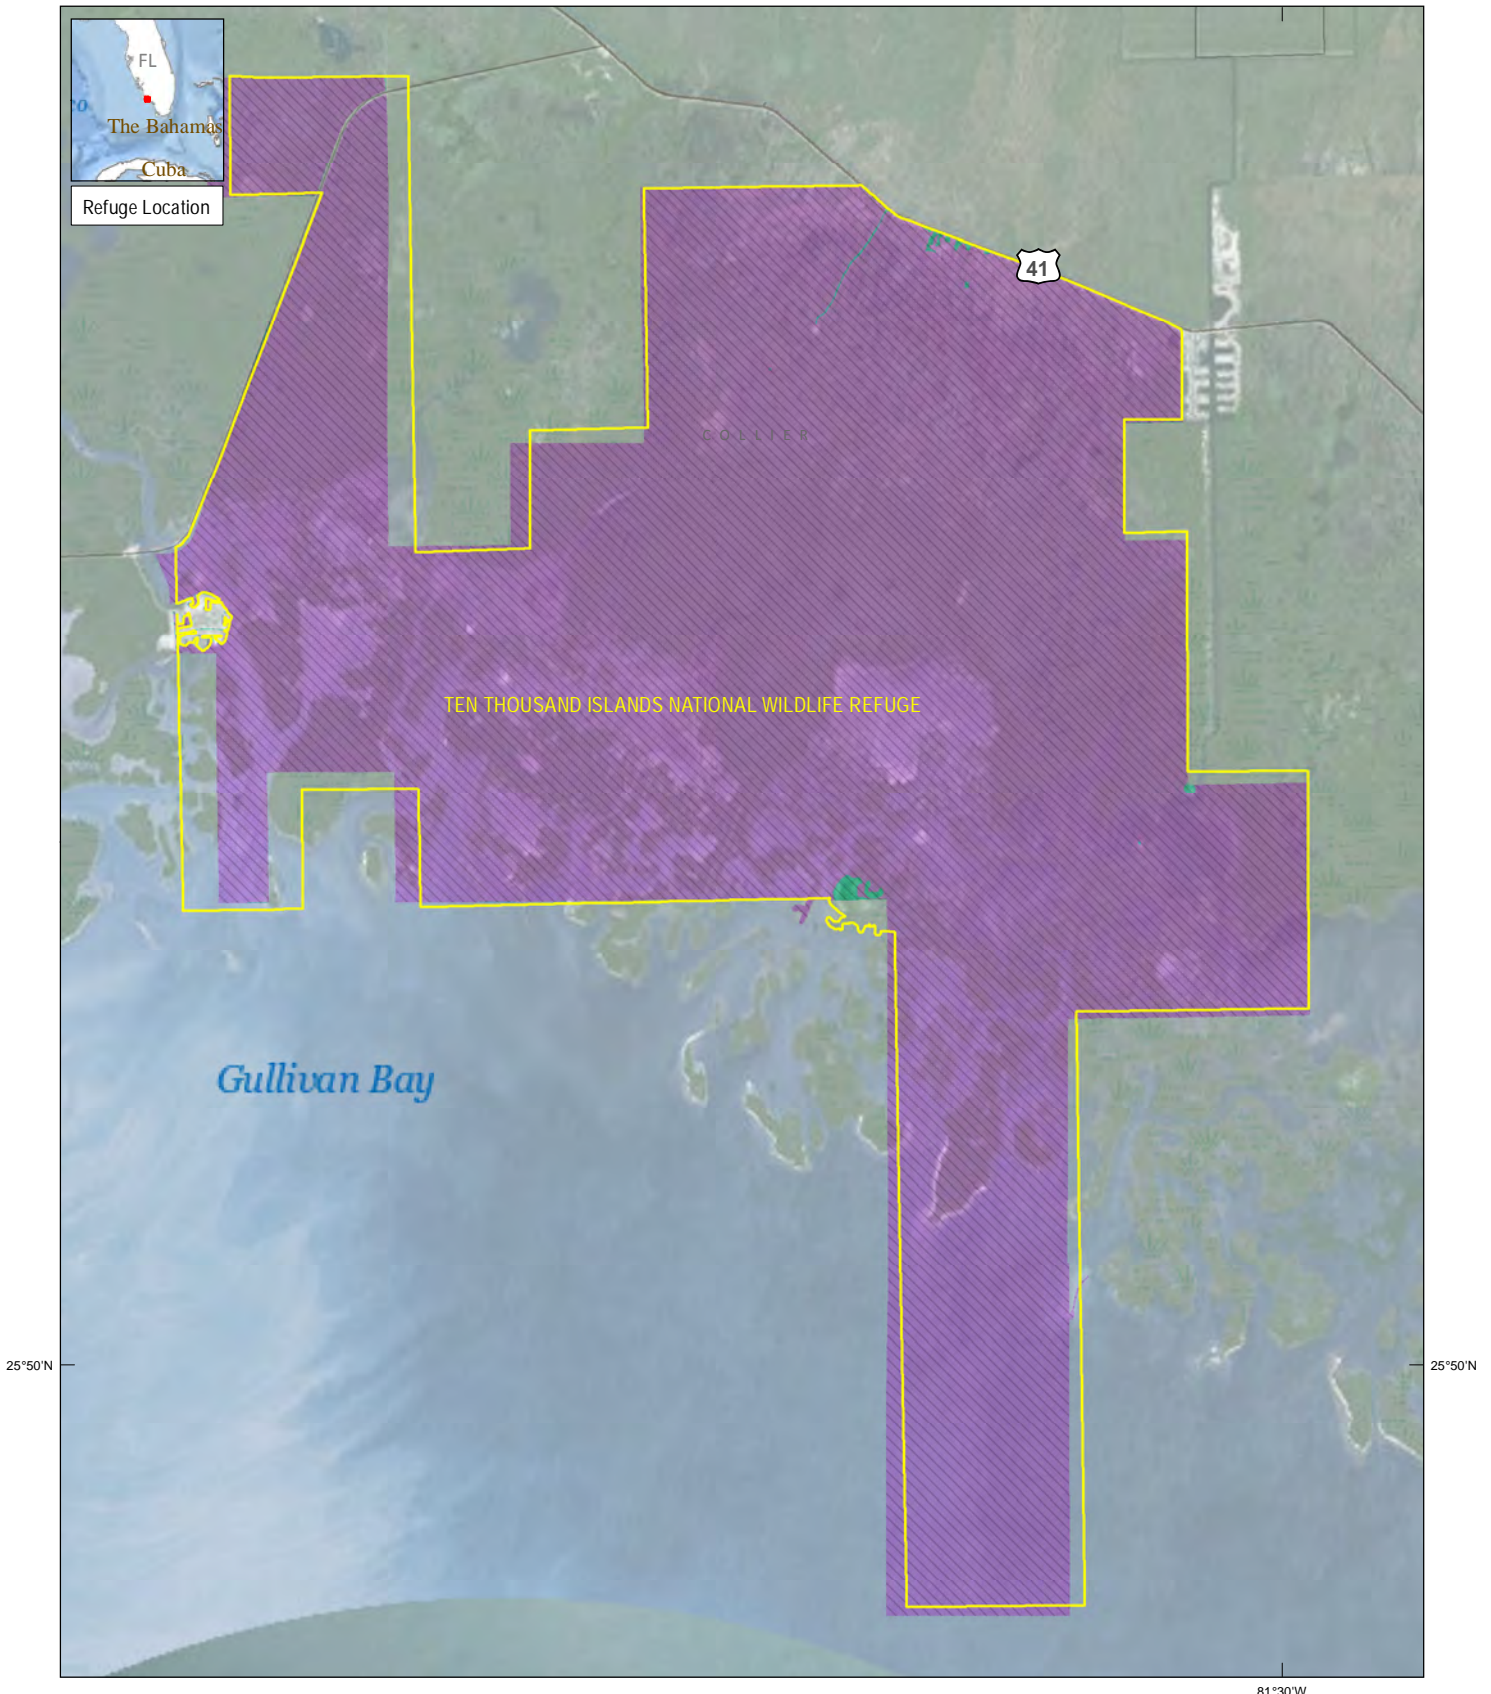 FL
The Bahamas
Cuba
Refuge Location
41
COLLIER
TEN THOUSAND ISLANDS NATIONAL WILDLIFE REFUGE
Gullivan Bay
25°50'N
25°50'N
81°30'W